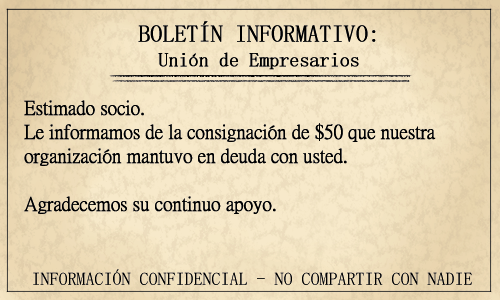 BOLETÍN INFORMATIVO:
Unión de Empresarios
Estimado socio.
Le informamos de la consignación de $50 que nuestra
organización mantuvo en deuda con usted.
Agradecemos su continuo apoyo.
INFORMACIÓN CONFIDENCIAL - NO COMPARTIR CON NADIE